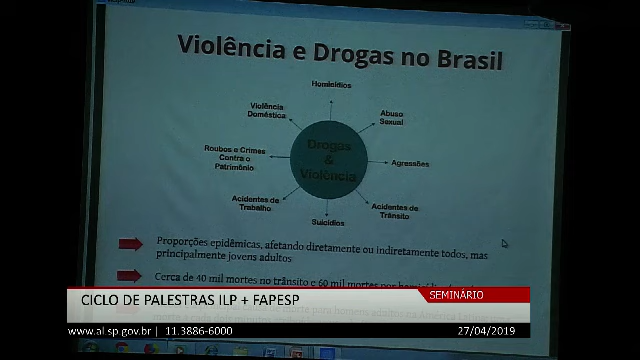 Violência e Drogas no Brasil
Homicídios
Violência
Doméstica
Abuso
Sexual
Roubos e Crimes
Contra o
Patrimônio
Drogas
&
Violência
Agressões
Acidentes de
Trabalho
Acidentes de
Trânsito
Suicídios
Proporções epidêmicas, afetando diretamente ou indiretamente todos, mas
principalmente jovens adultos
Cerca de 40 mil mortes no trânsito e 60 mil mortes por
CICLO DE PALESTRAS ILP + FAPESP
SEMINÁRIO
www.al.sp.gov.br | 11.3886-6000
27/04/2019